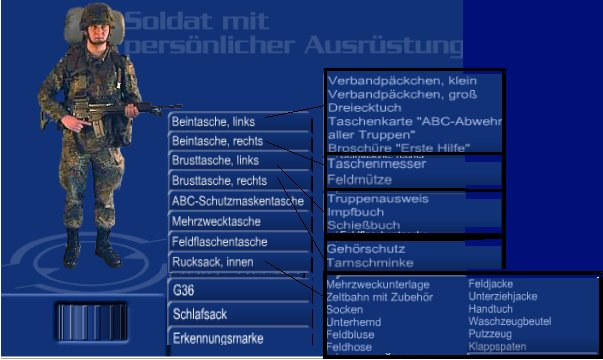 Soldat mit
persönlicher Ausrüstung
Beintasche, links
Beintasche, rechts
Brusttasche, links
Brusttasche, rechts
ABC-Schutzmaskentasche
Mehrzwecktasche
Feldflaschentasche
Rucksack, innen
G36
Schlafsack
Erkennungsmarke
Verbandpäckchen, klein
Verbandpäckchen, groß
Dreiecktuch
Taschenkarte "ABC-Abwehr
aller Truppen"
Broschüre "Erste Hilfe"
Taschenmesser
Feldmütze
Truppenausweis
Impfbuch
Schießbuch
Gehörschutz
Tarnschminke
Mehrzweckunterlage
Zeltbahn mit Zubehör
Socken
Unterhemd
Feldbluse
Feldhose
Feldjacke
Unterziehjacke
Handtuch
Waschzeugbeutel
Putzzeug
Klappspaten